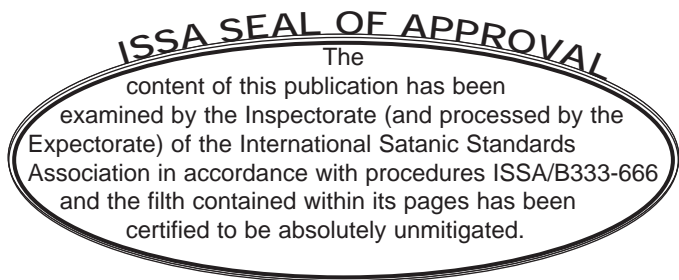 ISSA SEAL OF APPROVAL
The
content of this publication has been
examined by the Inspectorate (and processed by the
Expectorate) of the International Satanic Standards
Association in accordance with procedures ISSA/B333-666
and the filth contained within its pages has been
certified to be absolutely unmitigated.